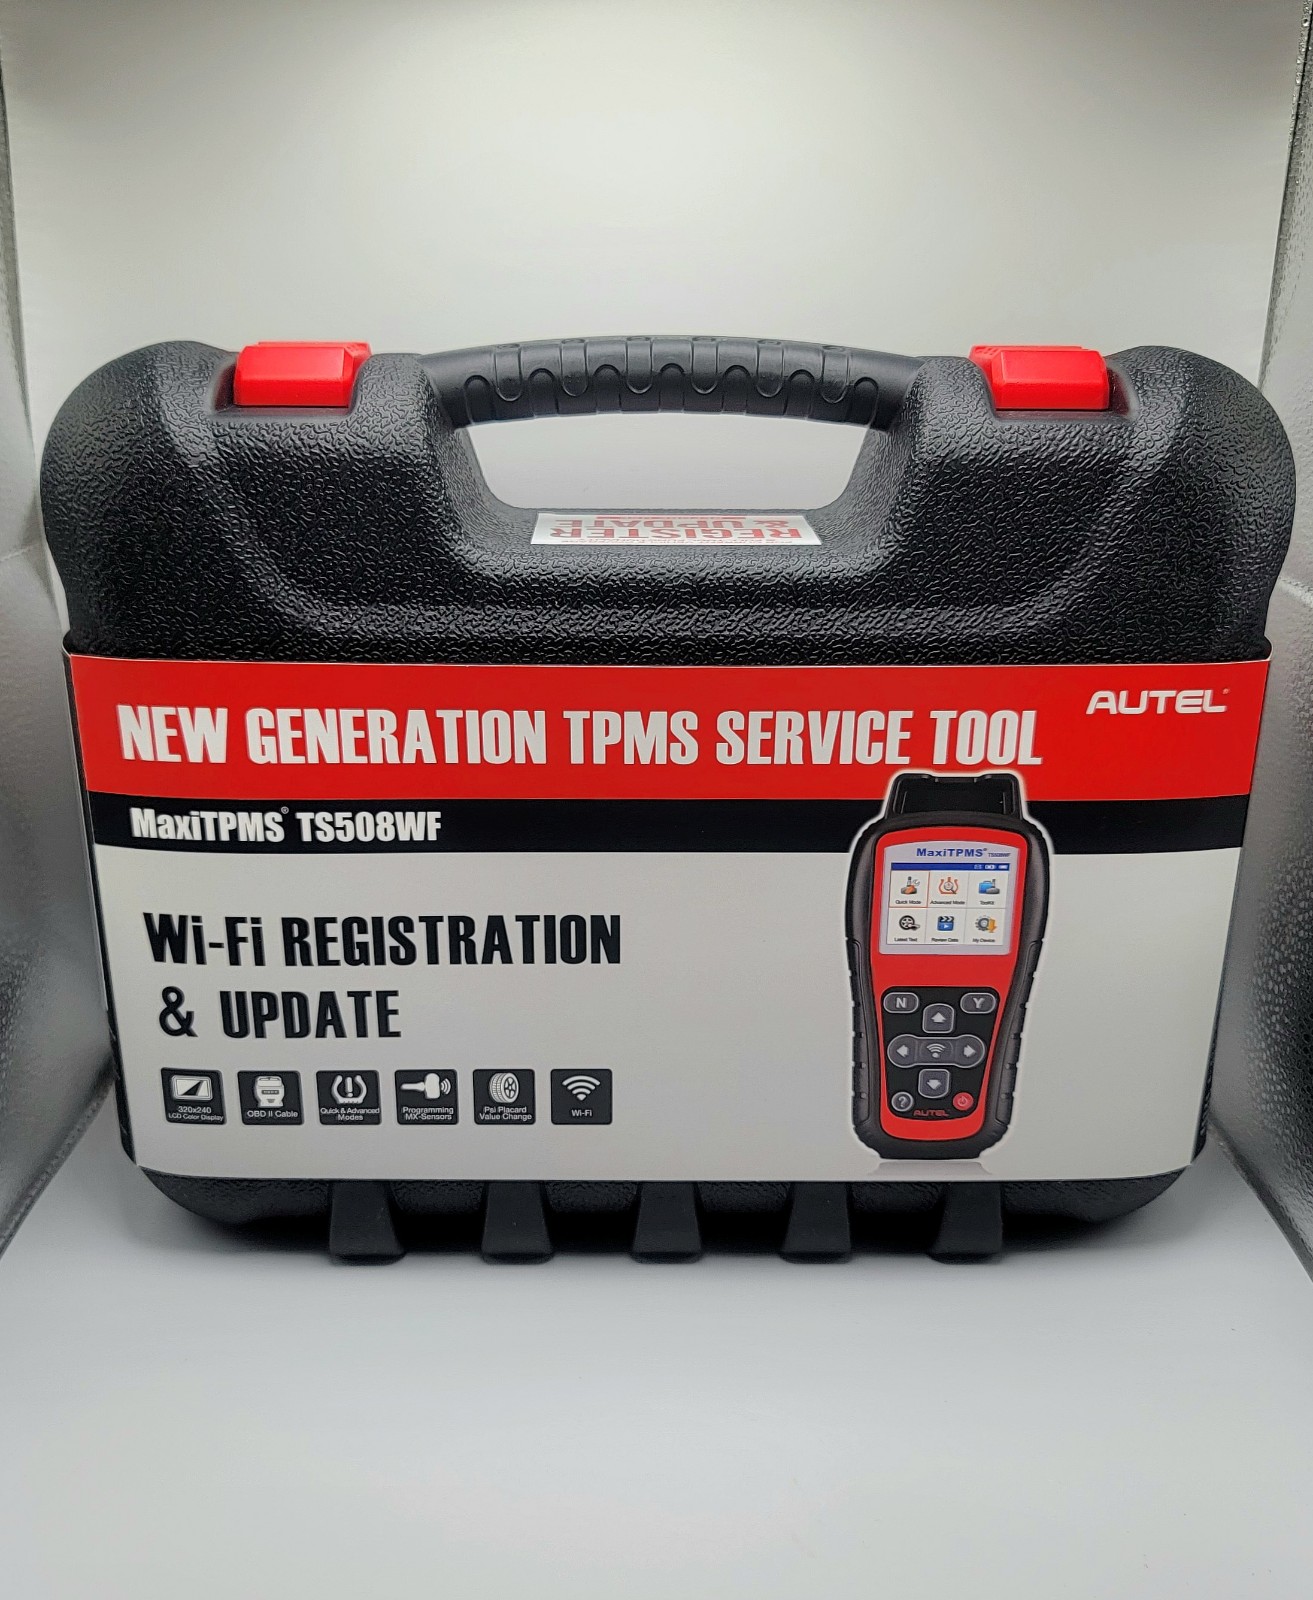 REGISTER
& UPDATE
NEW GENERATION TPMS SERVICE TOOL
AUTEL
MaxiTPMS® TS508WF
Wi-Fi REGISTRATION
& UPDATE
320x240
LCD Color Display
OBD II Cable
Quick & Advanced
Modes
Programming
MX-Sensors
Psi Placard
Value Change
Wi-Fi
MaxiTPMS® TS508WF
Quick Mode
Advanced Mode
ToolKit
Latest Test
Review Data
My Device
N
Y
?
AUTEL